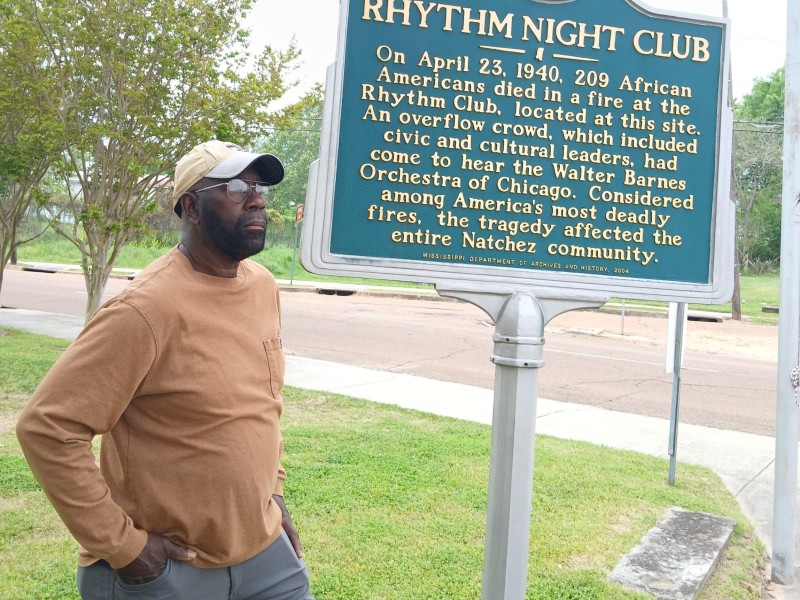 RHYTHM NIGHT CLUB
On April 23, 1940, 209 African
Americans died in a fire at the
Rhythm Club, located at this site.
An overflow crowd, which included
civic and cultural leaders, had
come to hear the Walter Barnes
Orchestra of Chicago. Considered
among America's most deadly
fires, the tragedy affected the
entire Natchez community.
MISSISSIPPI DEPARTMENT OF ARCHIVES AND HISTORY, 2004